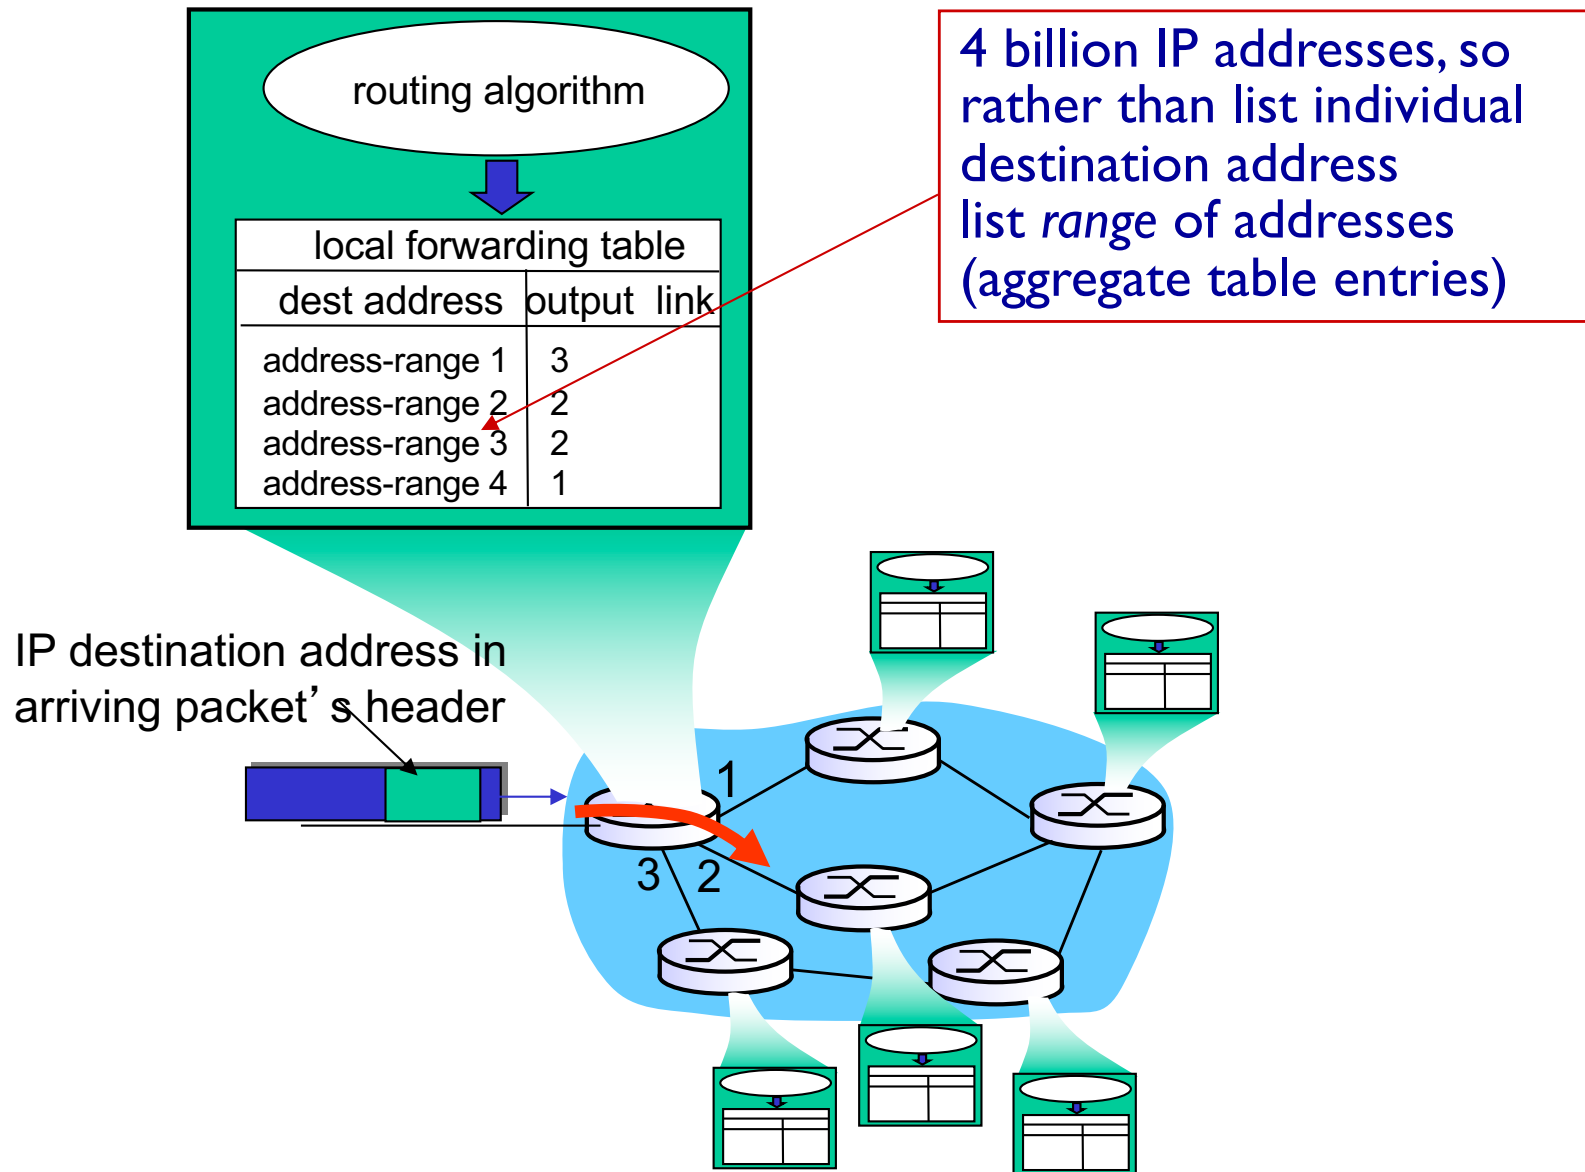 routing algorithm
local forwarding table
dest address output link
address-range 1 3
address-range 2 2
address-range 3 2
address-range 4 1
4 billion IP addresses, so
rather than list individual
destination address
list range of addresses
(aggregate table entries)
IP destination address in
arriving packet’s header
1
3 2